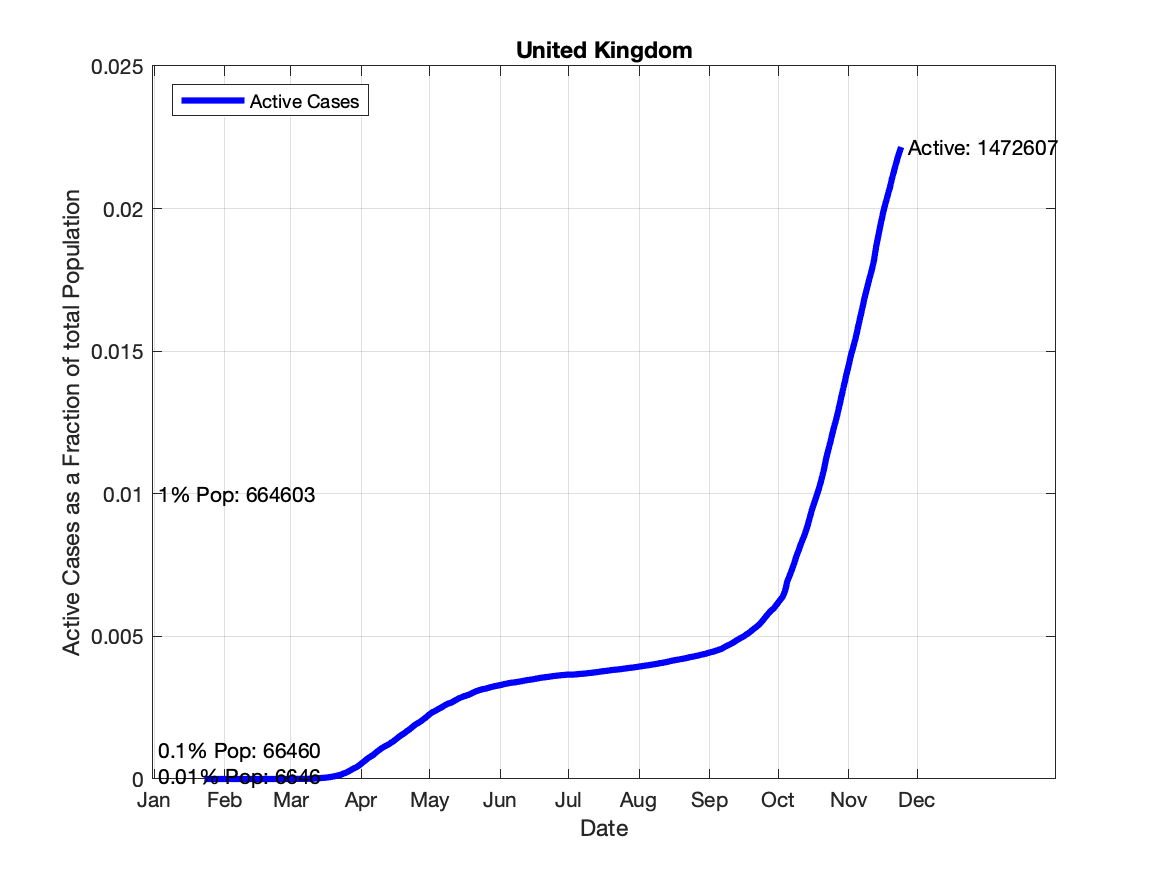 United Kingdom
0.025
Active Cases
Active: 1472607
0.02
0.015
0.01
1% Pop: 664603
0.005
0.1% Pop: 66460
0
0.01% Pop: 6646
Jan Feb Mar Apr May Jun Jul Aug Sep Oct Nov Dec
Date
Active Cases as a Fraction of total Population